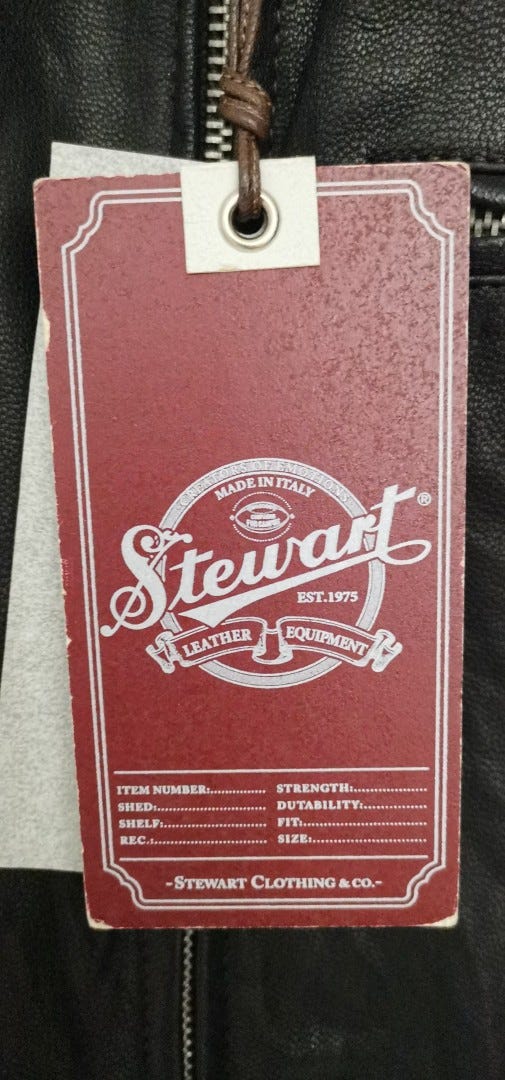 CREATORS OF EMOTIONS
MADE IN ITALY
Stewart®
EST.1975
LEATHER EQUIPMENT
ITEM NUMBER:.............. STRENGTH:...................
SHED:............................ DUTABILITY:................
SHELF:.......................... FIT:................................
REC.:............................. SIZE:.............................
-STEWART CLOTHING & CO.-